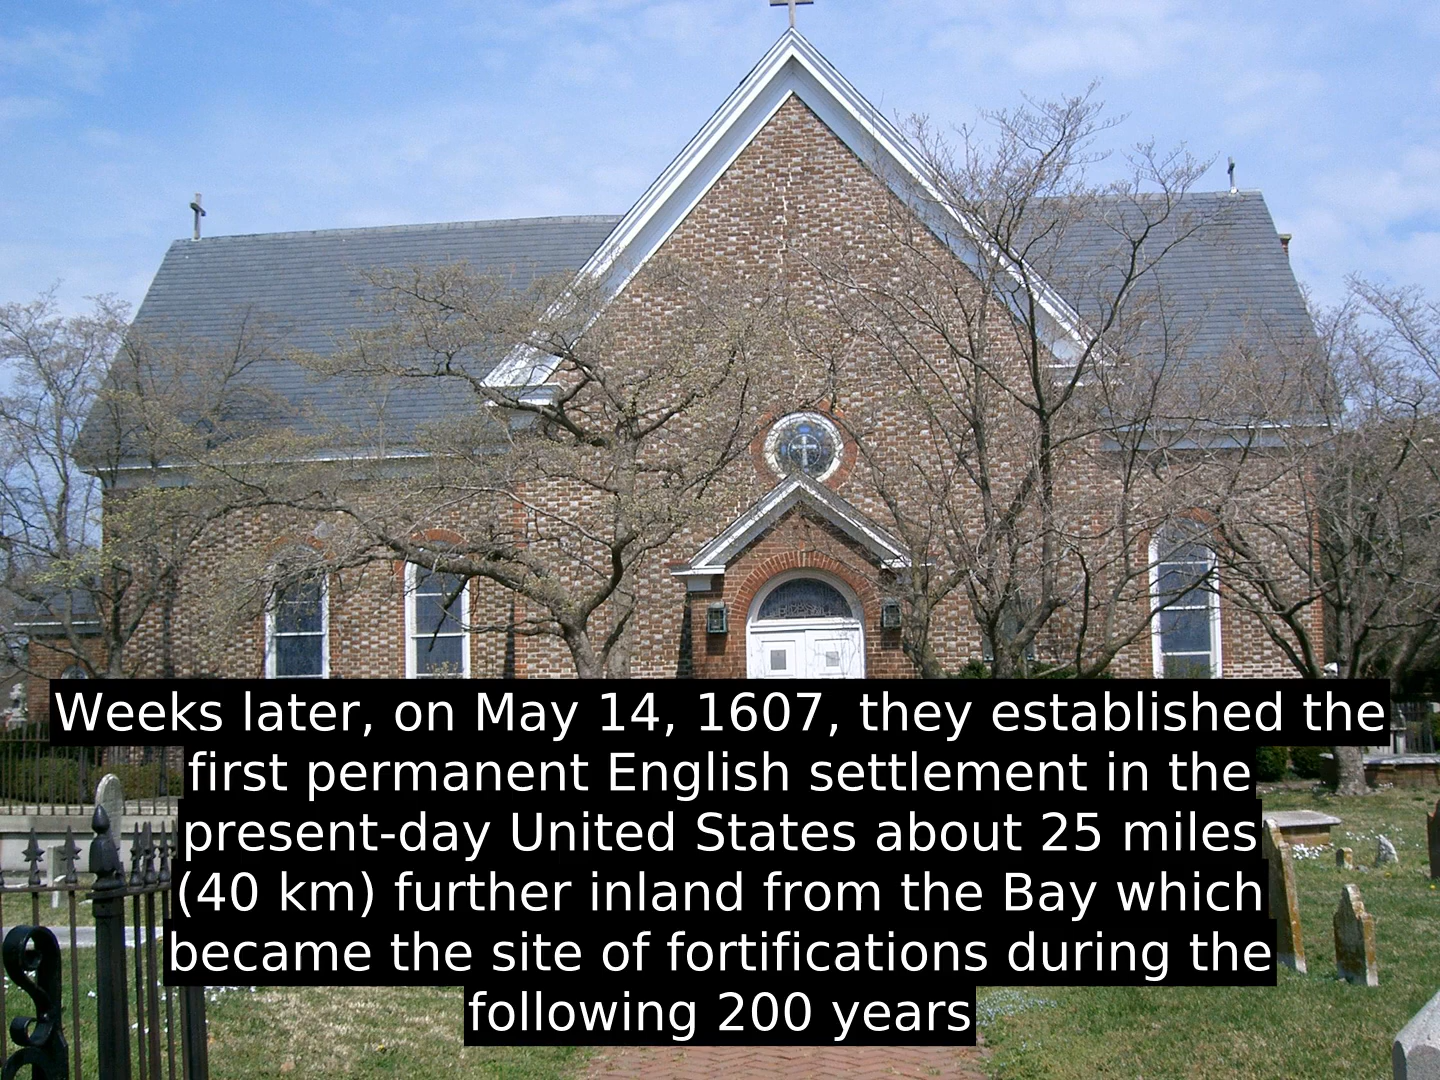 Weeks later, on May 14, 1607, they established the
first permanent English settlement in the
present-day United States about 25 miles
(40 km) further inland from the Bay which
became the site of fortifications during the
following 200 years